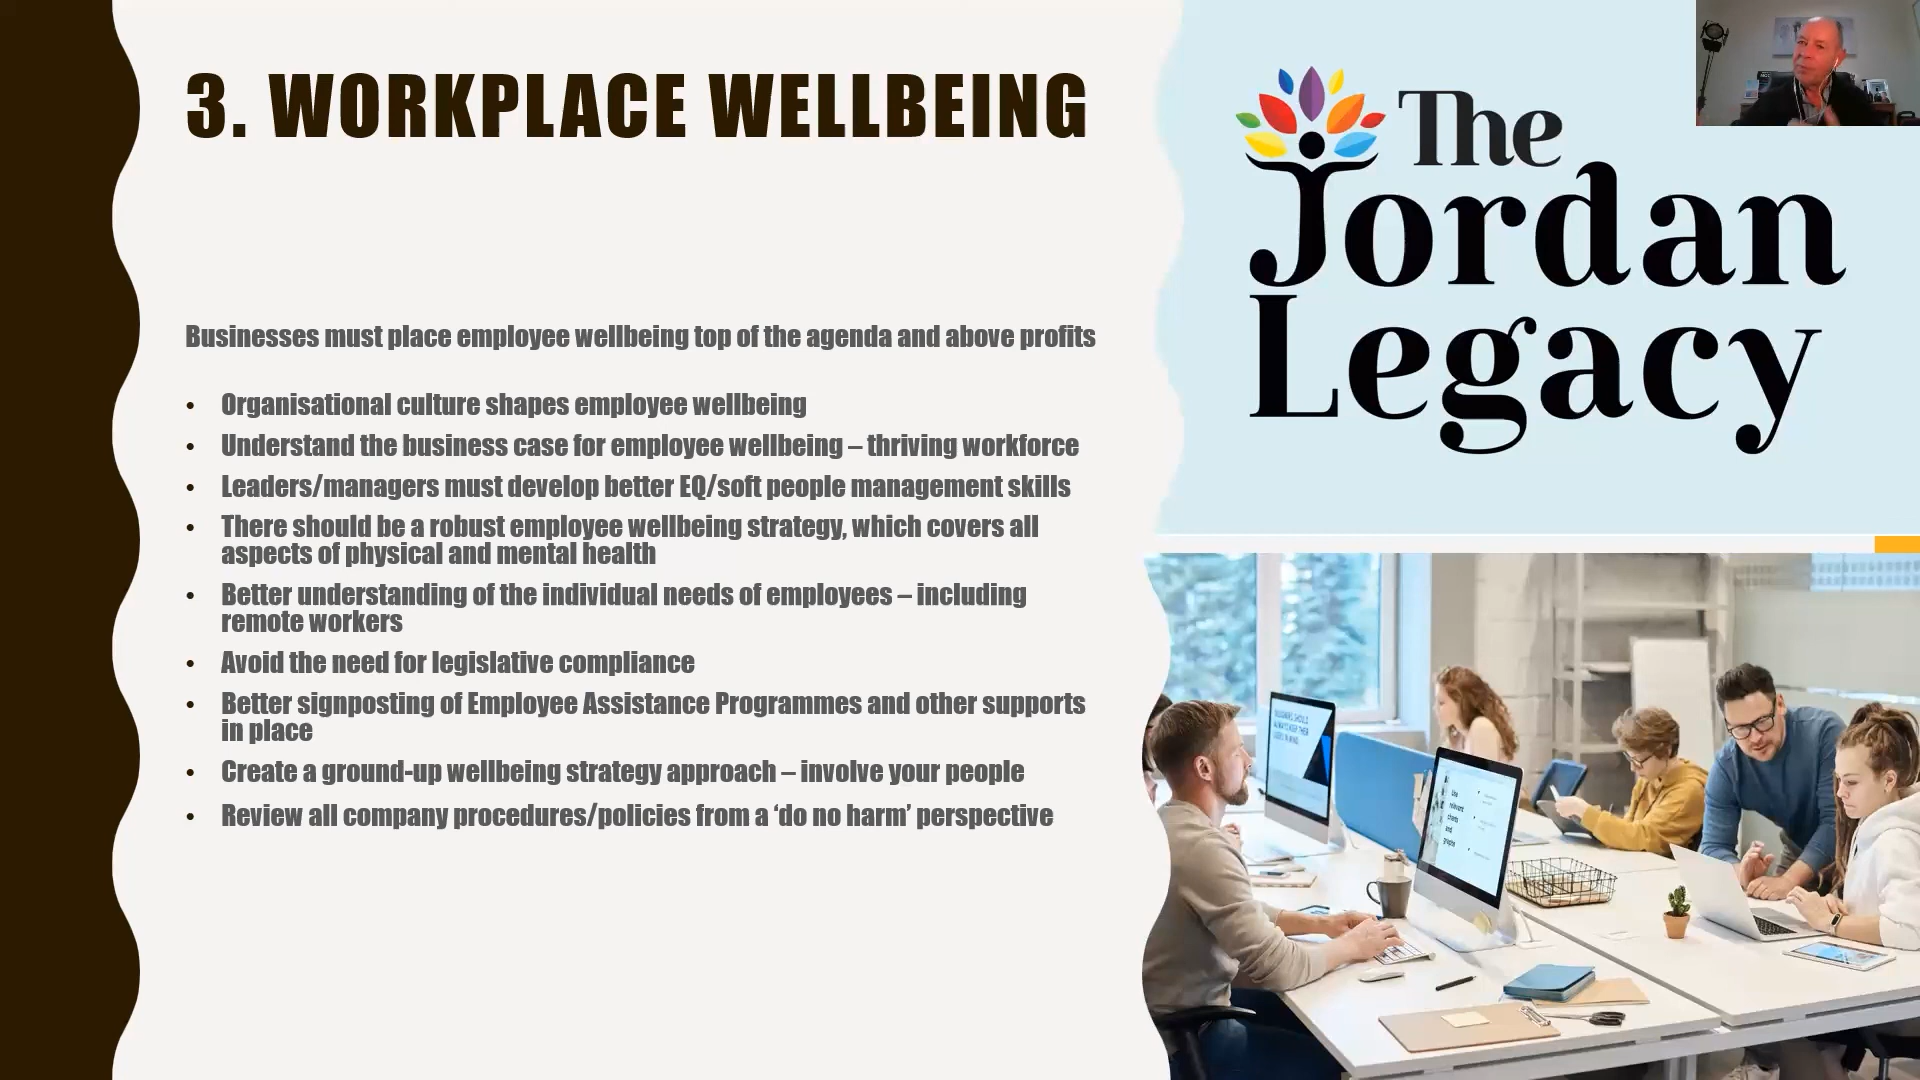 3. WORKPLACE WELLBEING
Businesses must place employee wellbeing top of the agenda and above profits
• Organisational culture shapes employee wellbeing
• Understand the business case for employee wellbeing – thriving workforce
• Leaders/managers must develop better EQ/soft people management skills
• There should be a robust employee wellbeing strategy, which covers all
aspects of physical and mental health
• Better understanding of the individual needs of employees – including
remote workers
• Avoid the need for legislative compliance
• Better signposting of Employee Assistance Programmes and other supports
in place
• Create a ground-up wellbeing strategy approach – involve your people
• Review all company procedures/policies from a ‘do no harm’ perspective
The
Jordan
Legacy
Use
relevant
charts
and
graphs